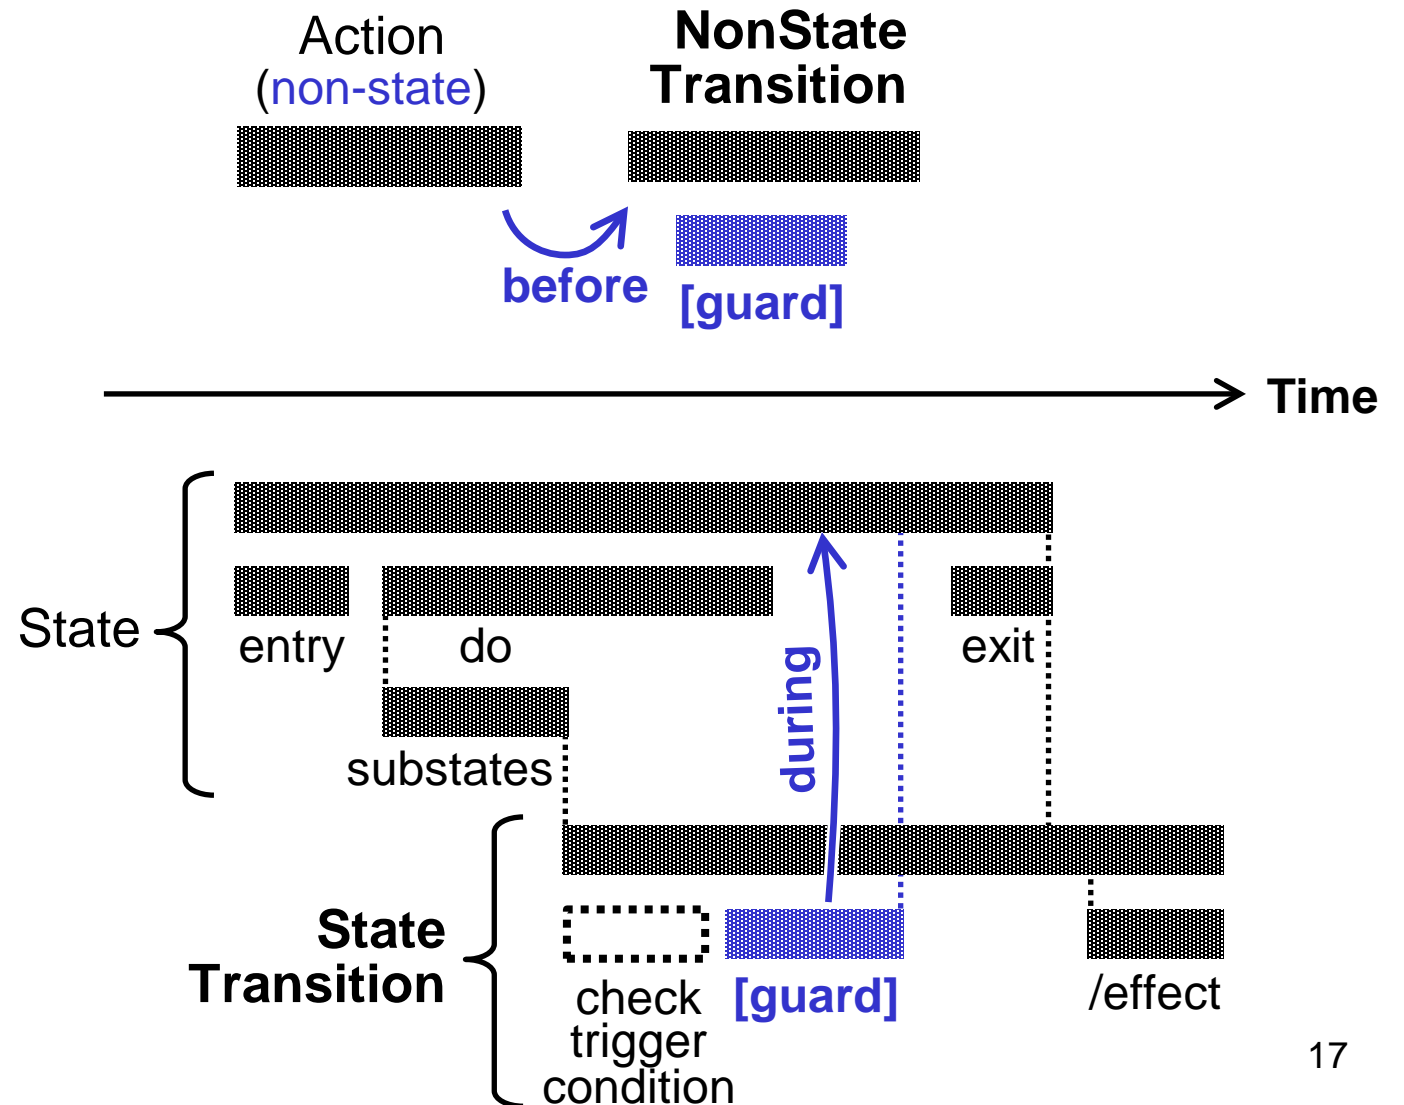 Action
(non-state)
NonState
Transition
before
[guard]
Time
State
entry
do
exit
substates
during
State
Transition
check
trigger
condition
[guard]
/effect
17